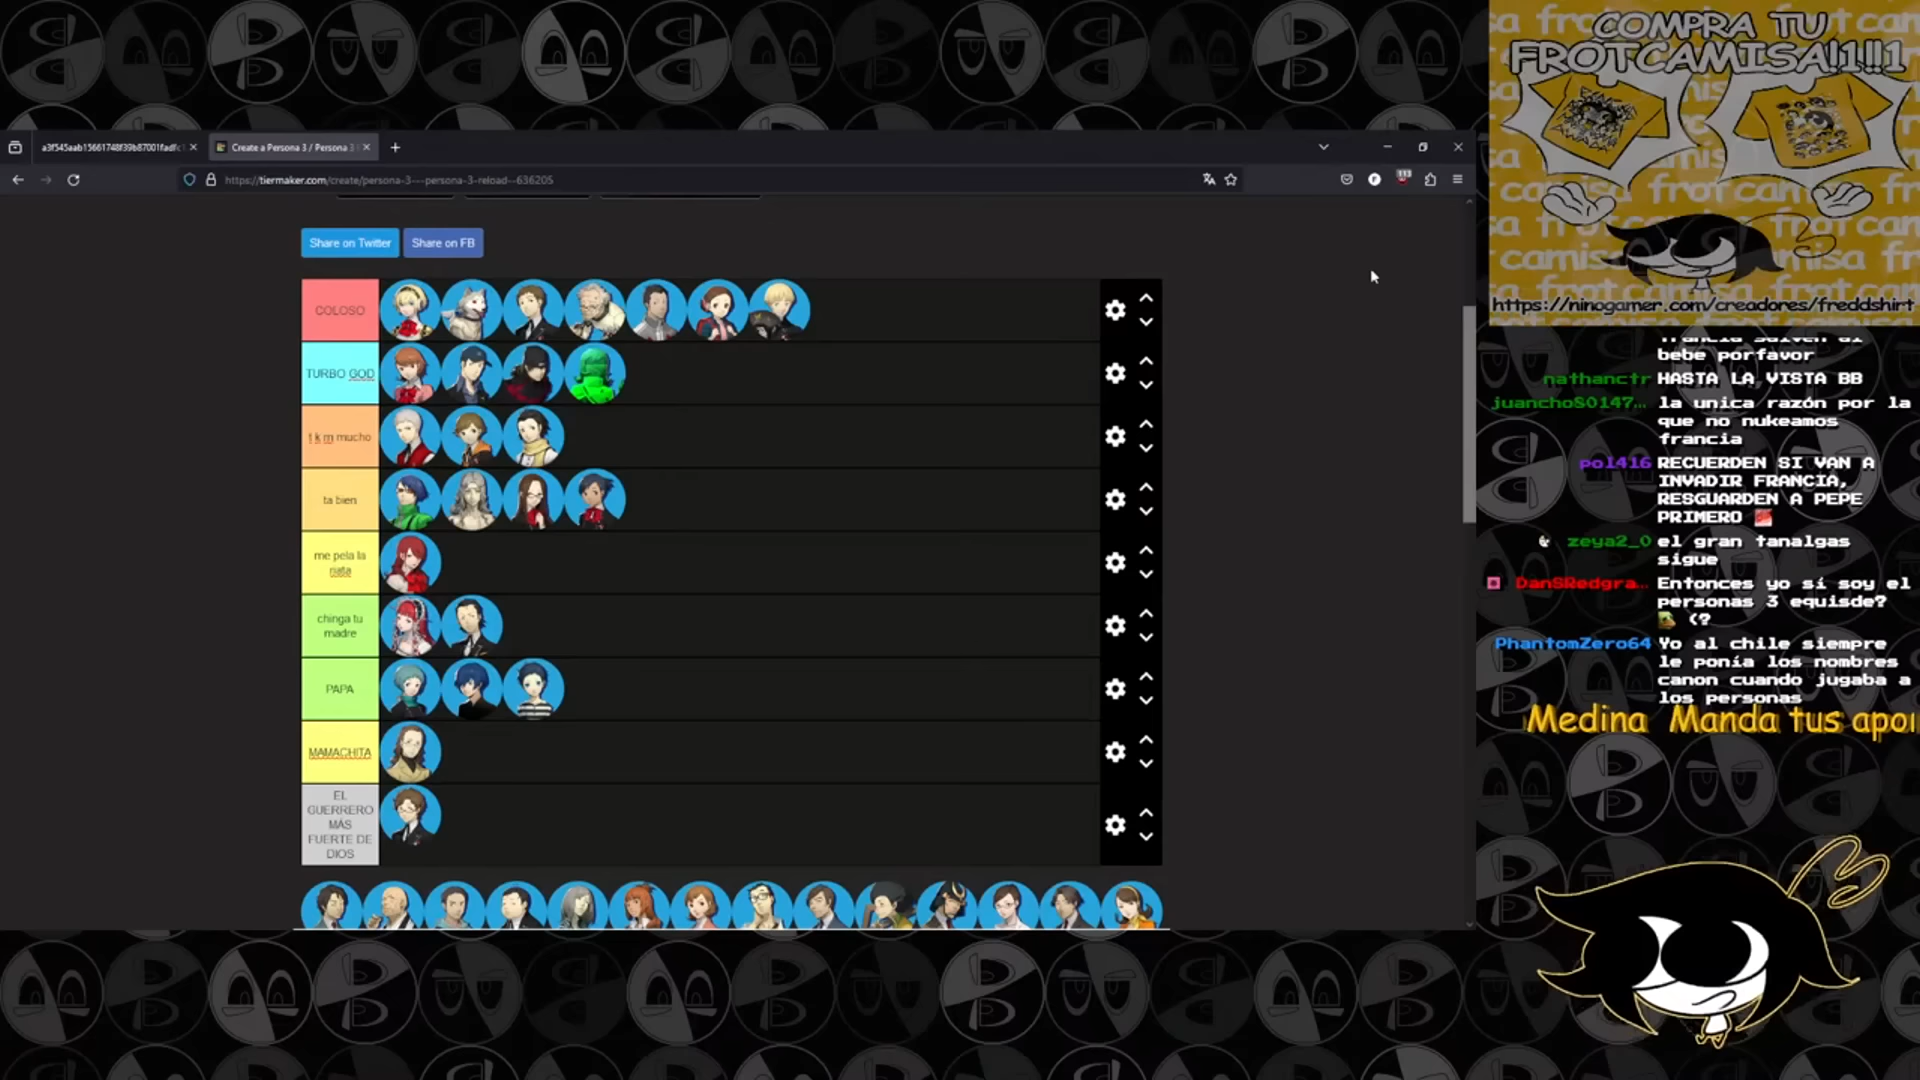 COMPRA TU
FROTCAMISA!1!!1
https://ninogamer.com/creadores/freddshirt
Create a Persona 3 / Persona 3
https://tiermaker.com/create/persona-3---persona-3-reload--636205
Share on Twitter
Share on FB
COLOSO
TURBO GOD
t k m mucho
ta bien
me pela la
riata
chinga tu
madre
PAPA
MAMACHITA
EL
GUERRERO
MÁS
FUERTE DE
DIOS
bebe porfavor
nathanctr HASTA LA VISTA BB
juancho80147... la unica razón por la
que no nukeamos
francia
pol416 RECUERDEN SI VAN A
INVADIR FRANCIA,
RESGUARDEN A PEPE
PRIMERO
zeya2_0 el gran tanalgas
sigue
DanSRedgra... Entonces yo sí soy el
personas 3 equisde?
(?
PhantomZero64 Yo al chile siempre
le ponía los nombres
canon cuando jugaba a
los personas
Medina Manda tus apo